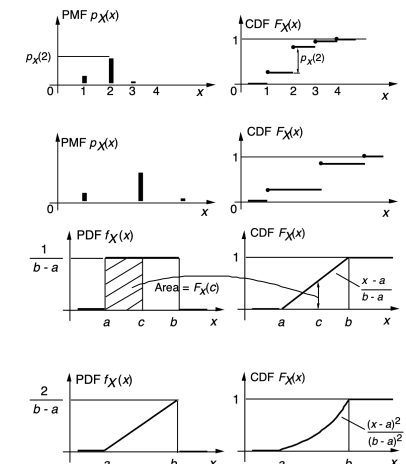 PMF p_X(x)
CDF F_X(x)
p_X(2)
1
p_X(2)
0 1 2 3 4 x
0 1 2 3 4 x
PMF p_X(x)
CDF F_X(x)
1
0 x
0 x
PDF f_X(x)
CDF F_X(x)
1
b - a
1
Area = F_X(c)
x - a
b - a
a c b x
a c b x
PDF f_X(x)
CDF F_X(x)
2
b - a
1
(x - a)2
(b - a)2
a b x
a b x